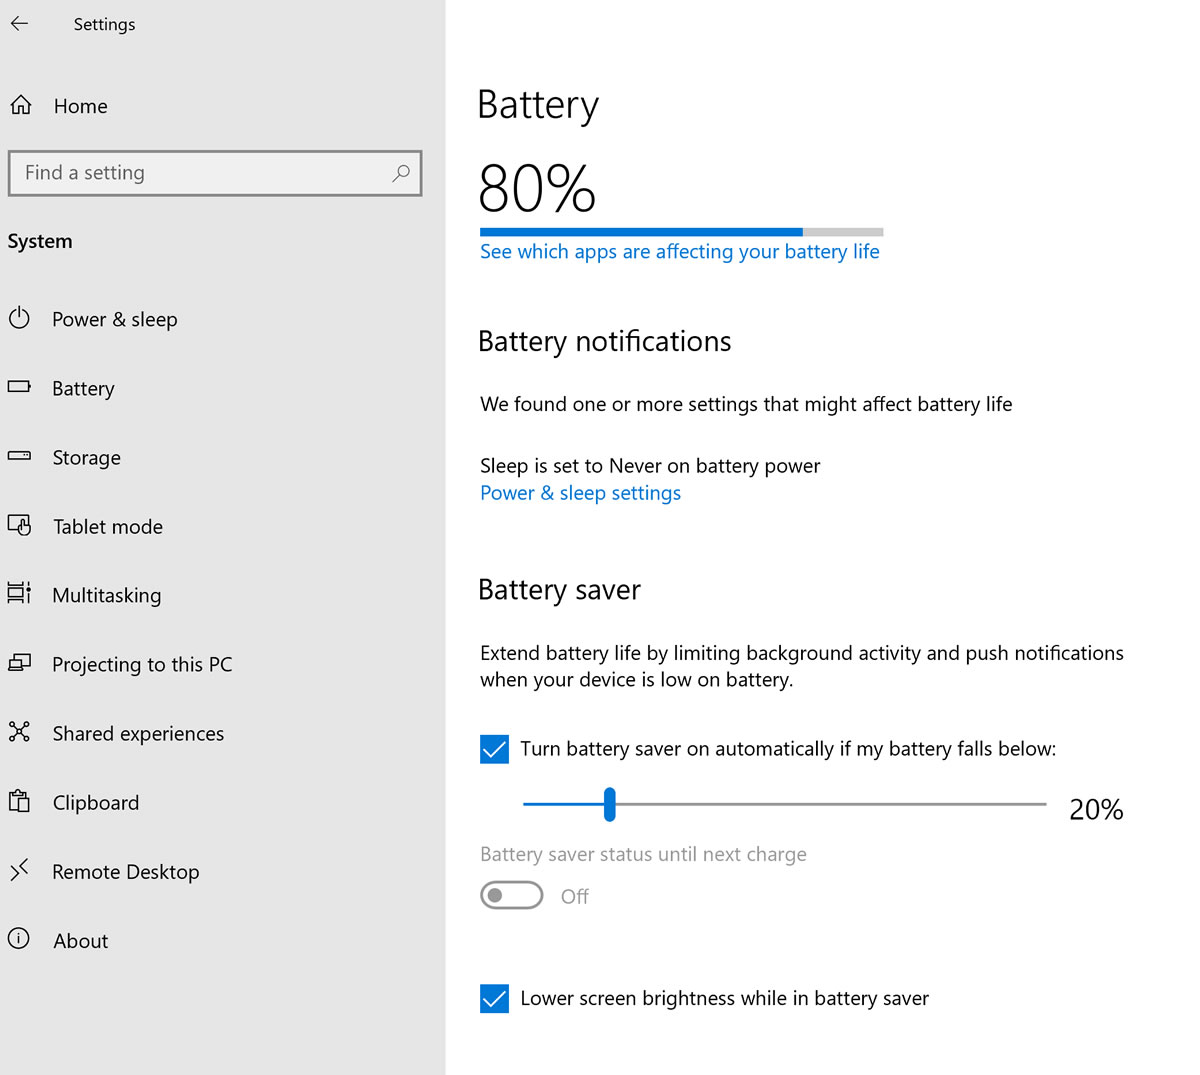 Settings
Home
Find a setting
System
Power & sleep
Battery
Storage
Tablet mode
Multitasking
Projecting to this PC
Shared experiences
Clipboard
Remote Desktop
About
Battery
80%
See which apps are affecting your battery life
Battery notifications
We found one or more settings that might affect battery life
Sleep is set to Never on battery power
Power & sleep settings
Battery saver
Extend battery life by limiting background activity and push notifications
when your device is low on battery.
Turn battery saver on automatically if my battery falls below:
20%
Battery saver status until next charge
Off
Lower screen brightness while in battery saver